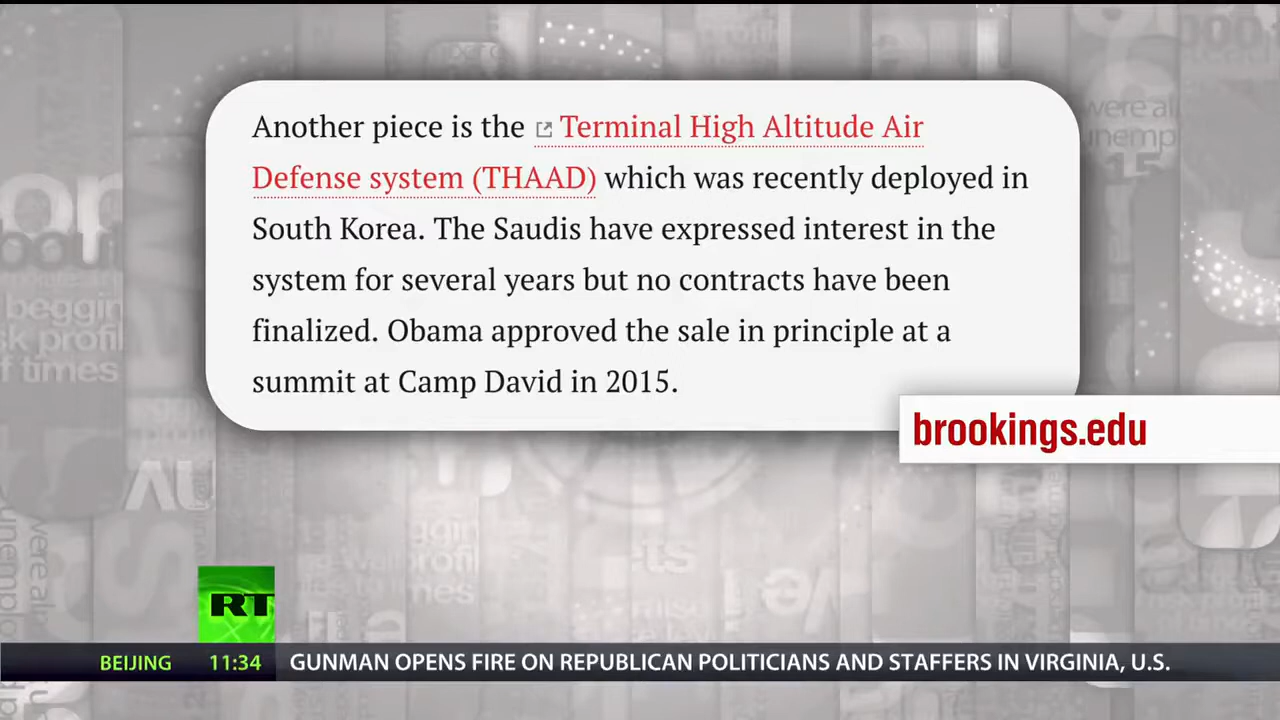 Another piece is the Terminal High Altitude Air
Defense system (THAAD) which was recently deployed in
South Korea. The Saudis have expressed interest in the
system for several years but no contracts have been
finalized. Obama approved the sale in principle at a
summit at Camp David in 2015.
brookings.edu
RT
BEIJING 11:34 GUNMAN OPENS FIRE ON REPUBLICAN POLITICIANS AND STAFFERS IN VIRGINIA, U.S.